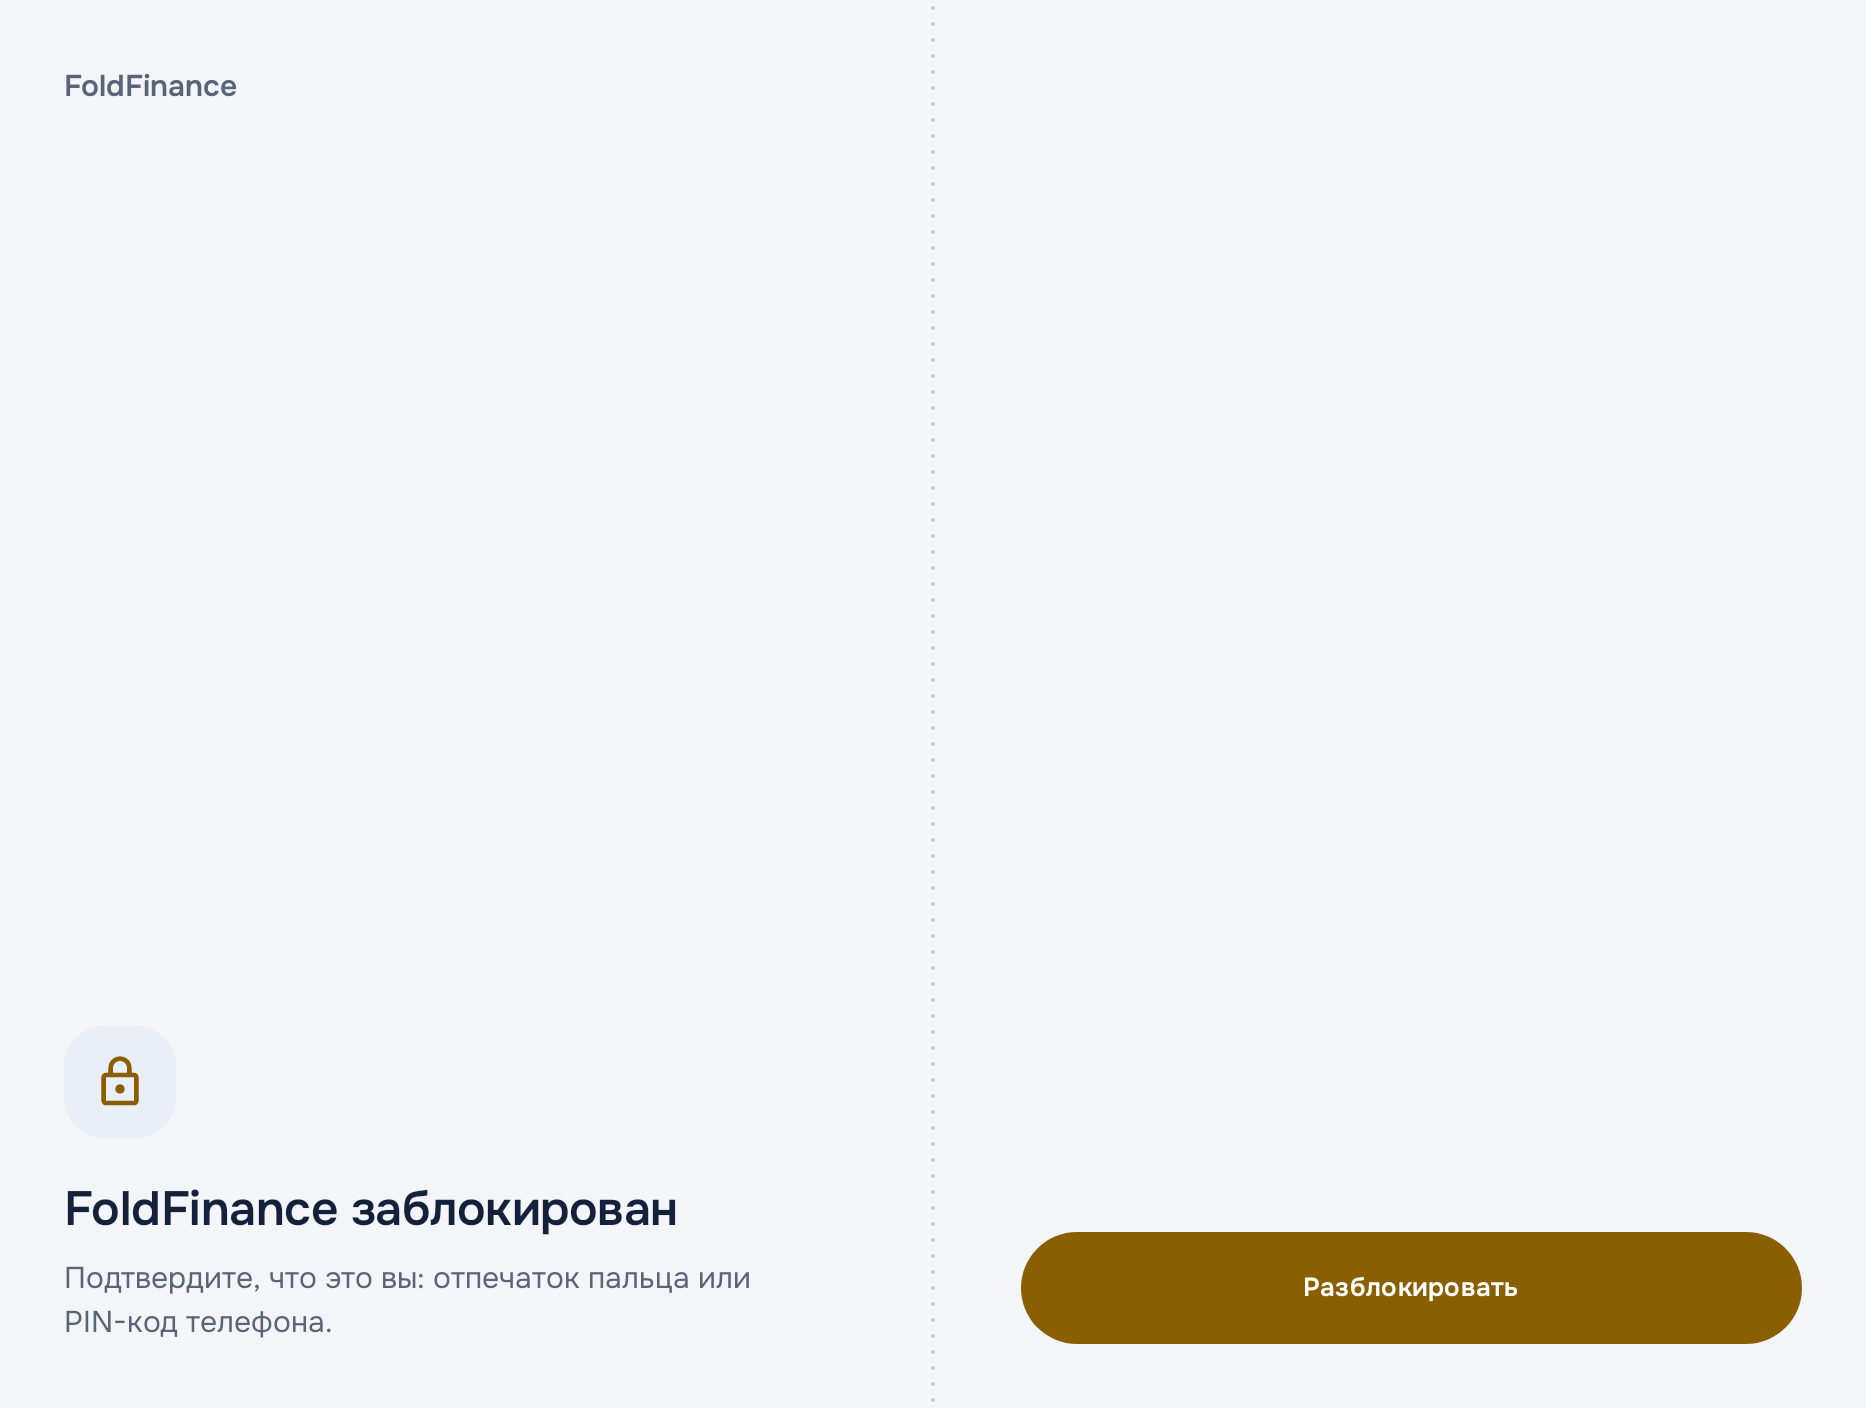 FoldFinance
FoldFinance заблокирован
Подтвердите, что это вы: отпечаток пальца или
PIN-код телефона.
Разблокировать